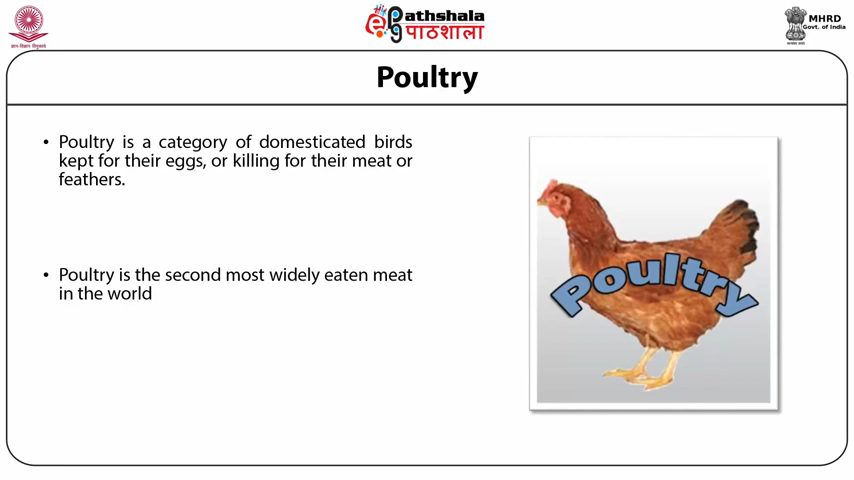 ePathshala
पाठशाला
MHRD
Govt. of India
Poultry
• Poultry is a category of domesticated birds
kept for their eggs, or killing for their meat or
feathers.
• Poultry is the second most widely eaten meat
in the world
Poultry